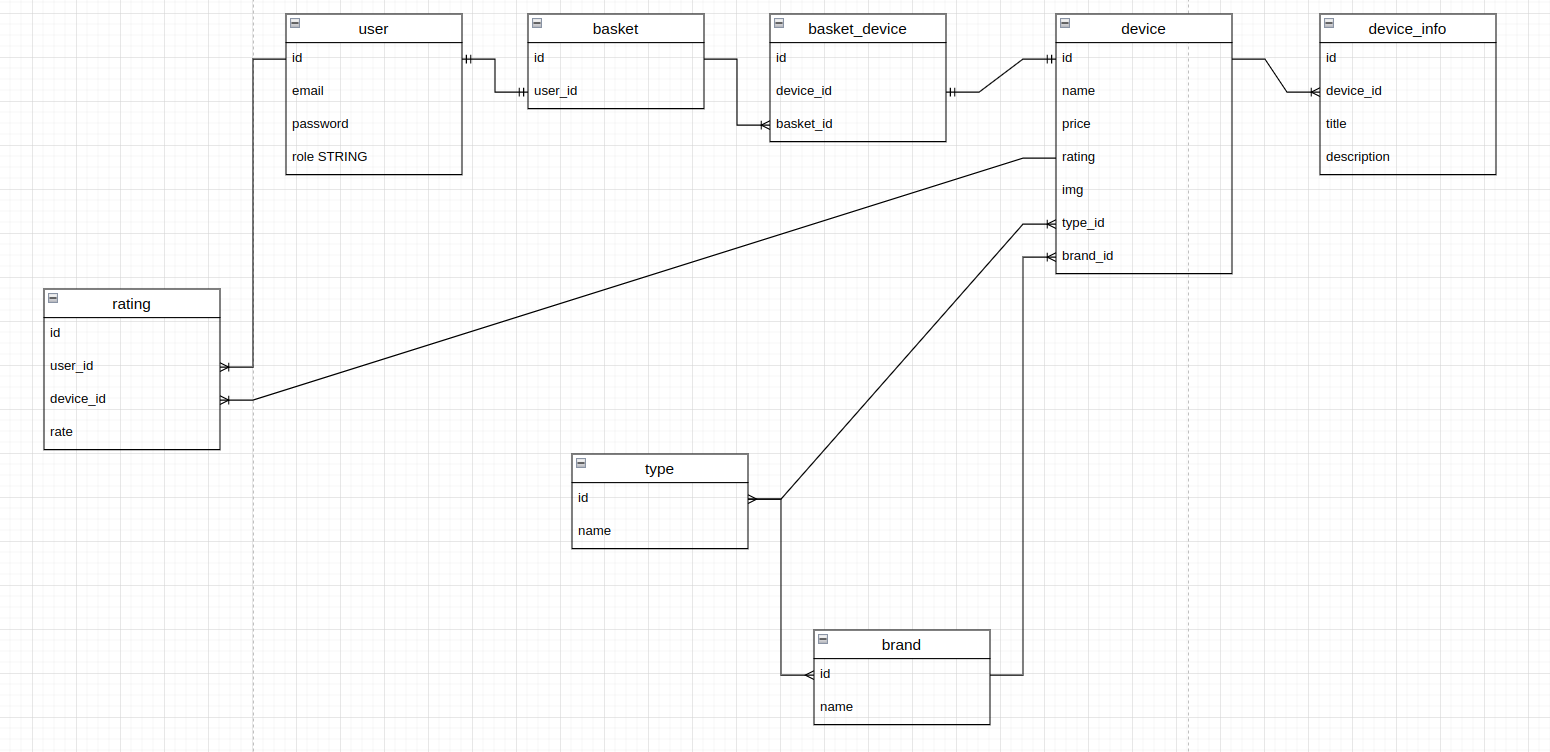 user
id
email
password
role STRING
basket
id
user_id
basket_device
id
device_id
basket_id
device
id
name
price
rating
img
type_id
brand_id
device_info
id
device_id
title
description
rating
id
user_id
device_id
rate
type
id
name
brand
id
name